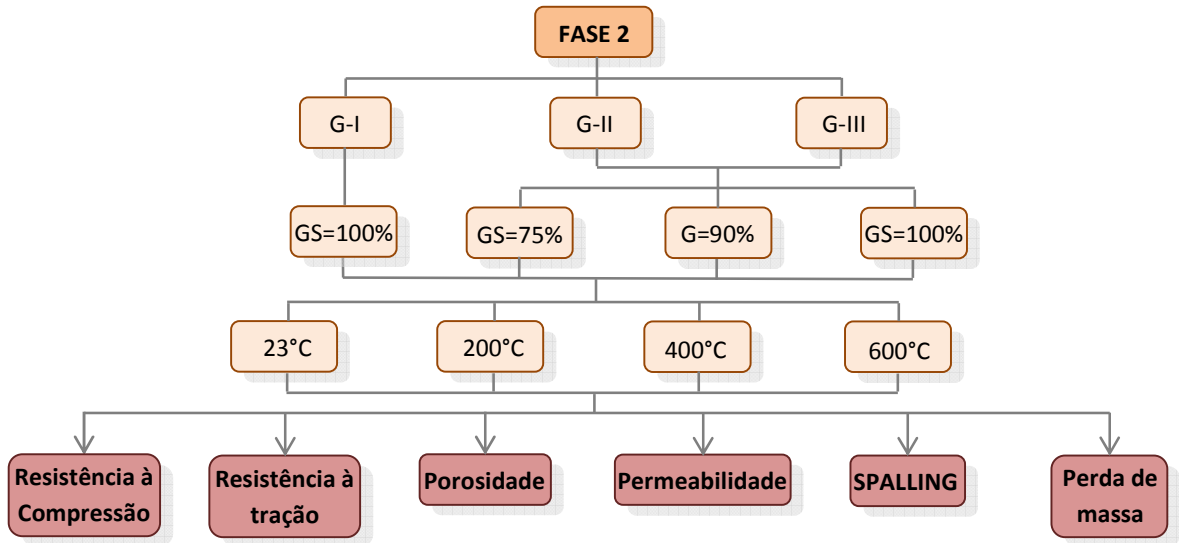 FASE 2
G-I
G-II
G-III
GS=100%
GS=75%
G=90%
GS=100%
23°C
200°C
400°C
600°C
Resistência à
Compressão
Resistência à
tração
Porosidade
Permeabilidade
SPALLING
Perda de
massa